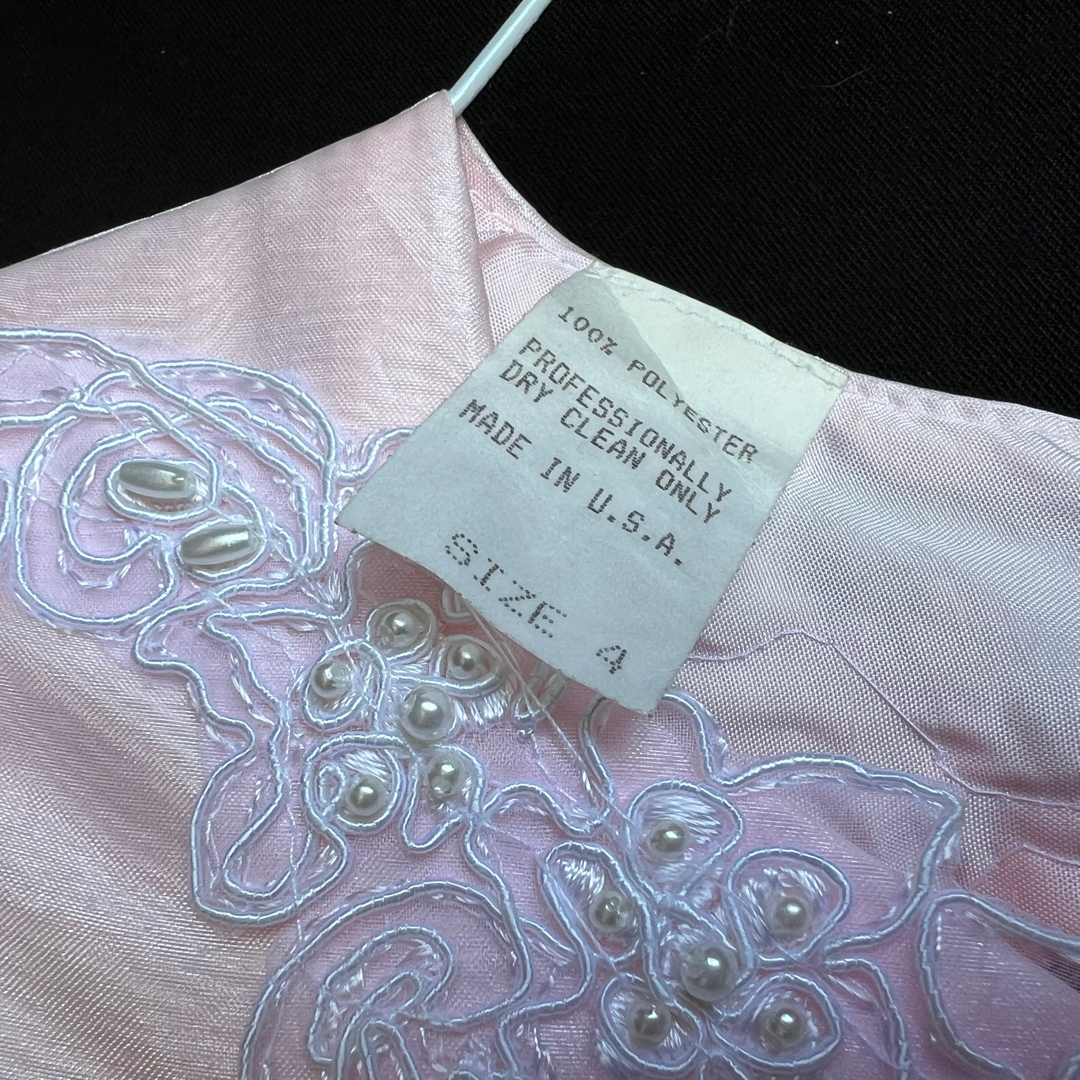 100% POLYESTER
PROFESSIONALLY
DRY CLEAN ONLY
MADE IN U.S.A.
SIZE 4